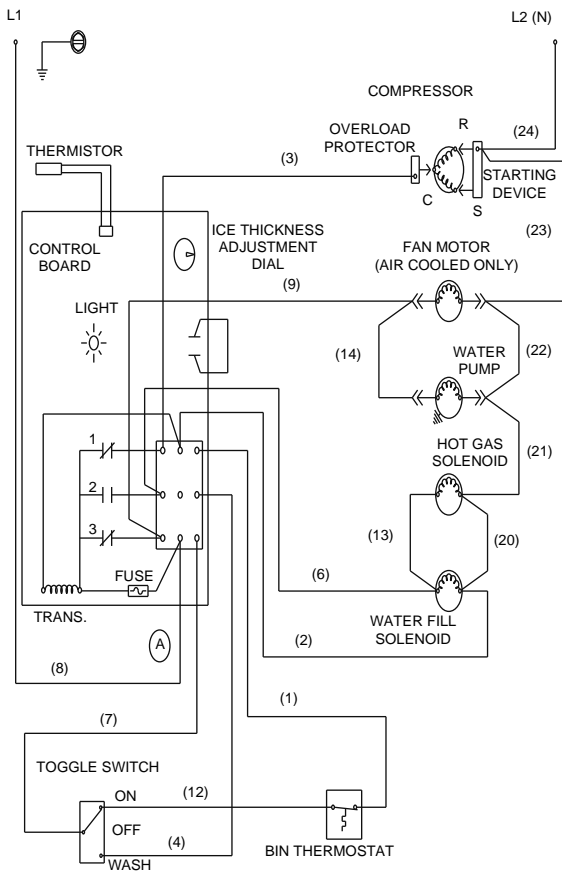 L1
L2 (N)
COMPRESSOR
R
OVERLOAD
PROTECTOR
(24)
THERMISTOR
(3)
STARTING
DEVICE
C
S
ICE THICKNESS
ADJUSTMENT
DIAL
(23)
CONTROL
BOARD
FAN MOTOR
(AIR COOLED ONLY)
(9)
LIGHT
(14)
WATER
PUMP
(22)
1
HOT GAS
SOLENOID
(21)
2
3
(13)
(20)
FUSE
(6)
TRANS.
WATER FILL
SOLENOID
A
(2)
(8)
(1)
(7)
TOGGLE SWITCH
ON
(12)
OFF
(4)
BIN THERMOSTAT
WASH